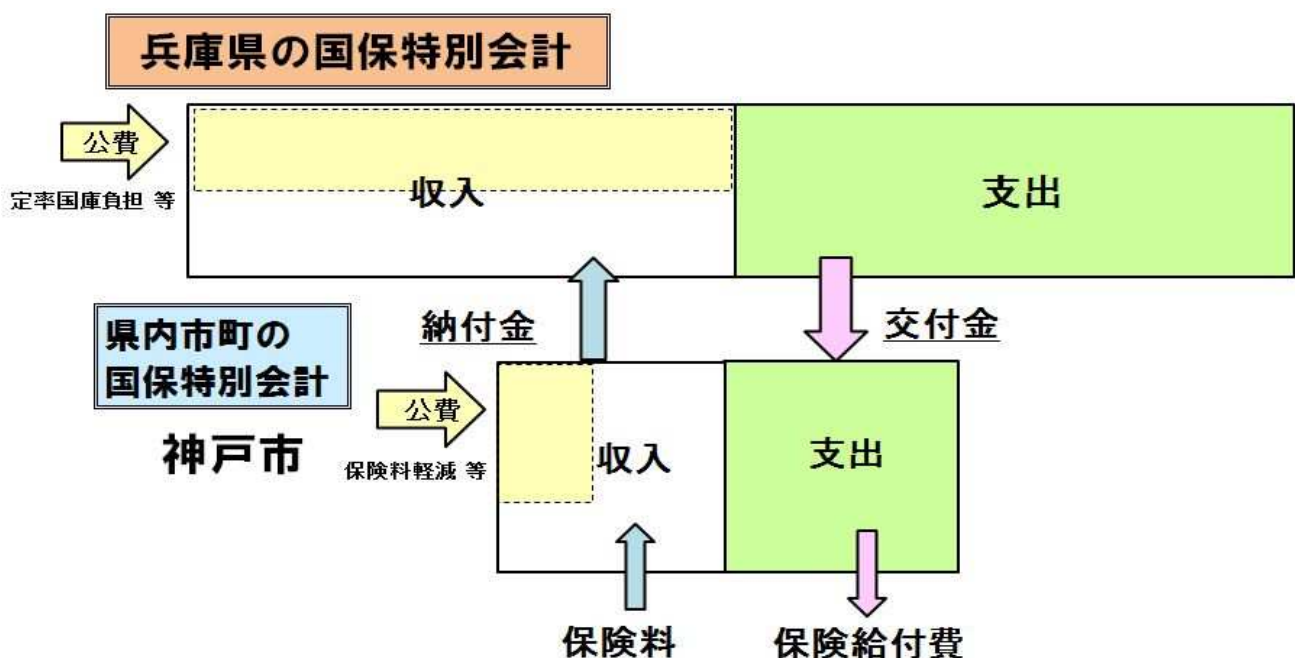 兵庫県の国保特別会計
公費
定率国庫負担 等
収入
支出
納付金
交付金
県内市町の
国保特別会計
神戸市
公費
保険料軽減 等
収入
支出
保険料
保険給付費